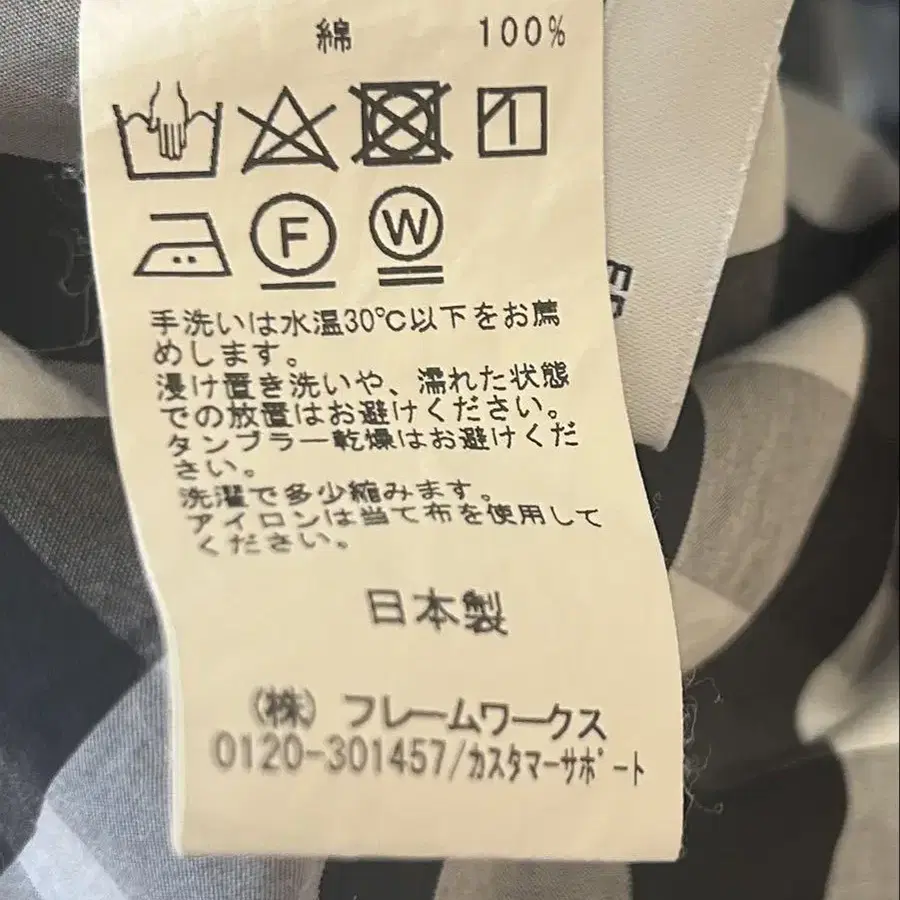 綿 100%
F W
手洗いは水温30℃以下をお薦
めします。
浸け置き洗いや、濡れた状態
での放置はお避けください。
タンブラー乾燥はお避けくだ
さい。
洗濯で多少縮みます。
アイロンは当て布を使用して
ください。
日本製
(株) フレームワークス
0120-301457/カスタマーサポート